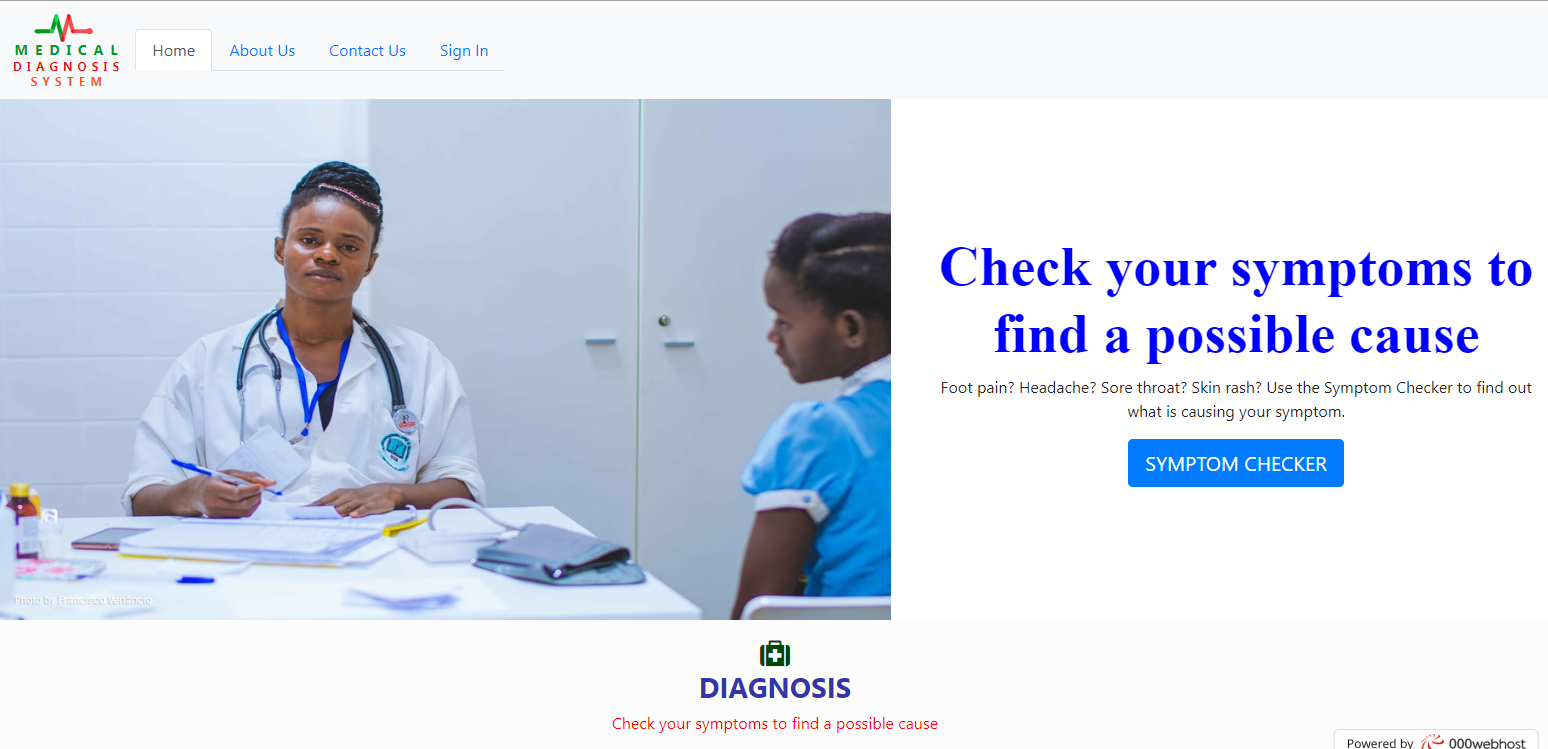 MEDICAL
DIAGNOSIS
SYSTEM
Home
About Us
Contact Us
Sign In
Check your symptoms to
find a possible cause
Foot pain? Headache? Sore throat? Skin rash? Use the Symptom Checker to find out
what is causing your symptom.
SYMPTOM CHECKER
Photo by Francisco Venâncio
DIAGNOSIS
Check your symptoms to find a possible cause
Powered by 000webhost